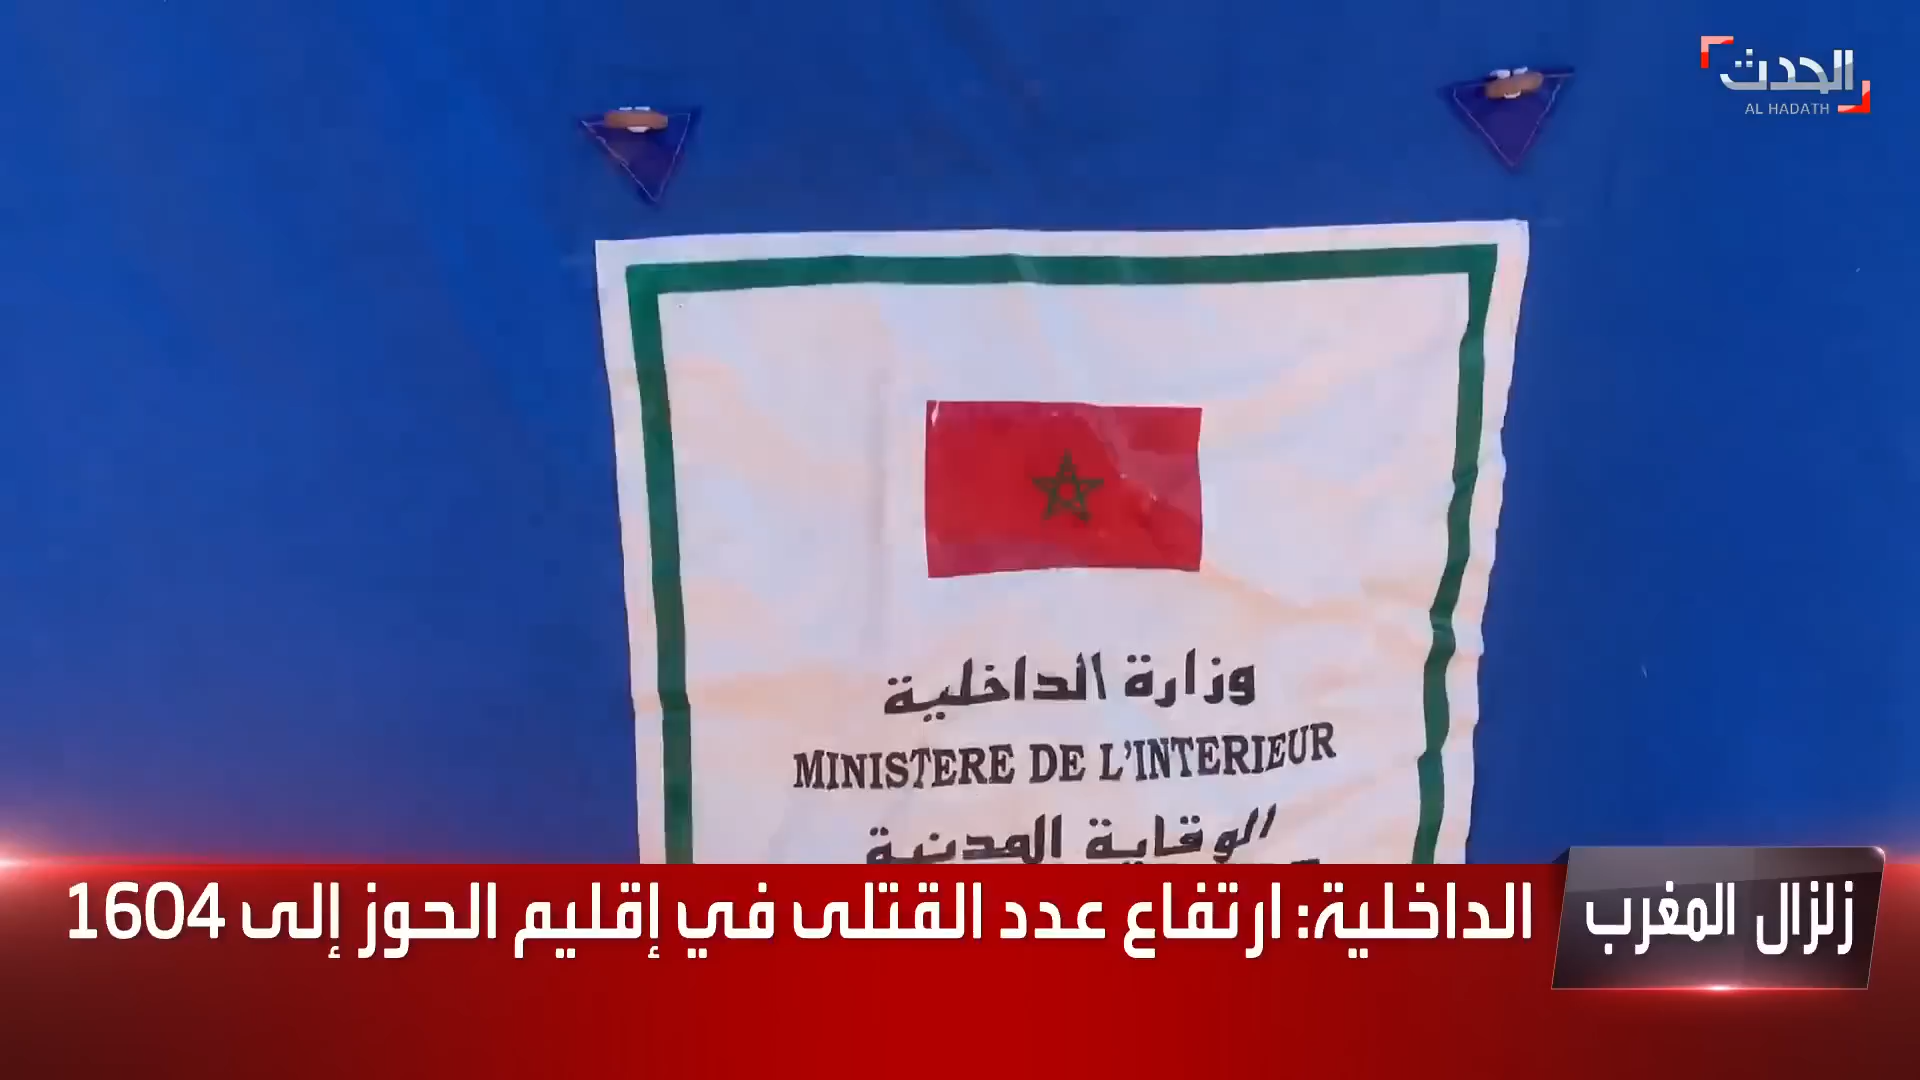 الحدث
AL HADATH
وزارة الداخلية
MINISTERE DE L'INTERIEUR
الوقاية المدنية
زلزال المغرب
الداخلية: ارتفاع عدد القتلى في إقليم الحوز إلى 1604